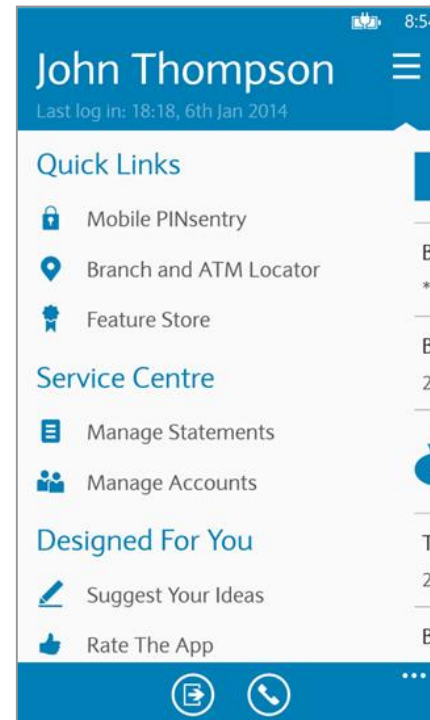 8:54
John Thompson
Last log in: 18:18, 6th Jan 2014
Quick Links
Mobile PINsentry
Branch and ATM Locator
Feature Store
Service Centre
Manage Statements
Manage Accounts
Designed For You
Suggest Your Ideas
Rate The App